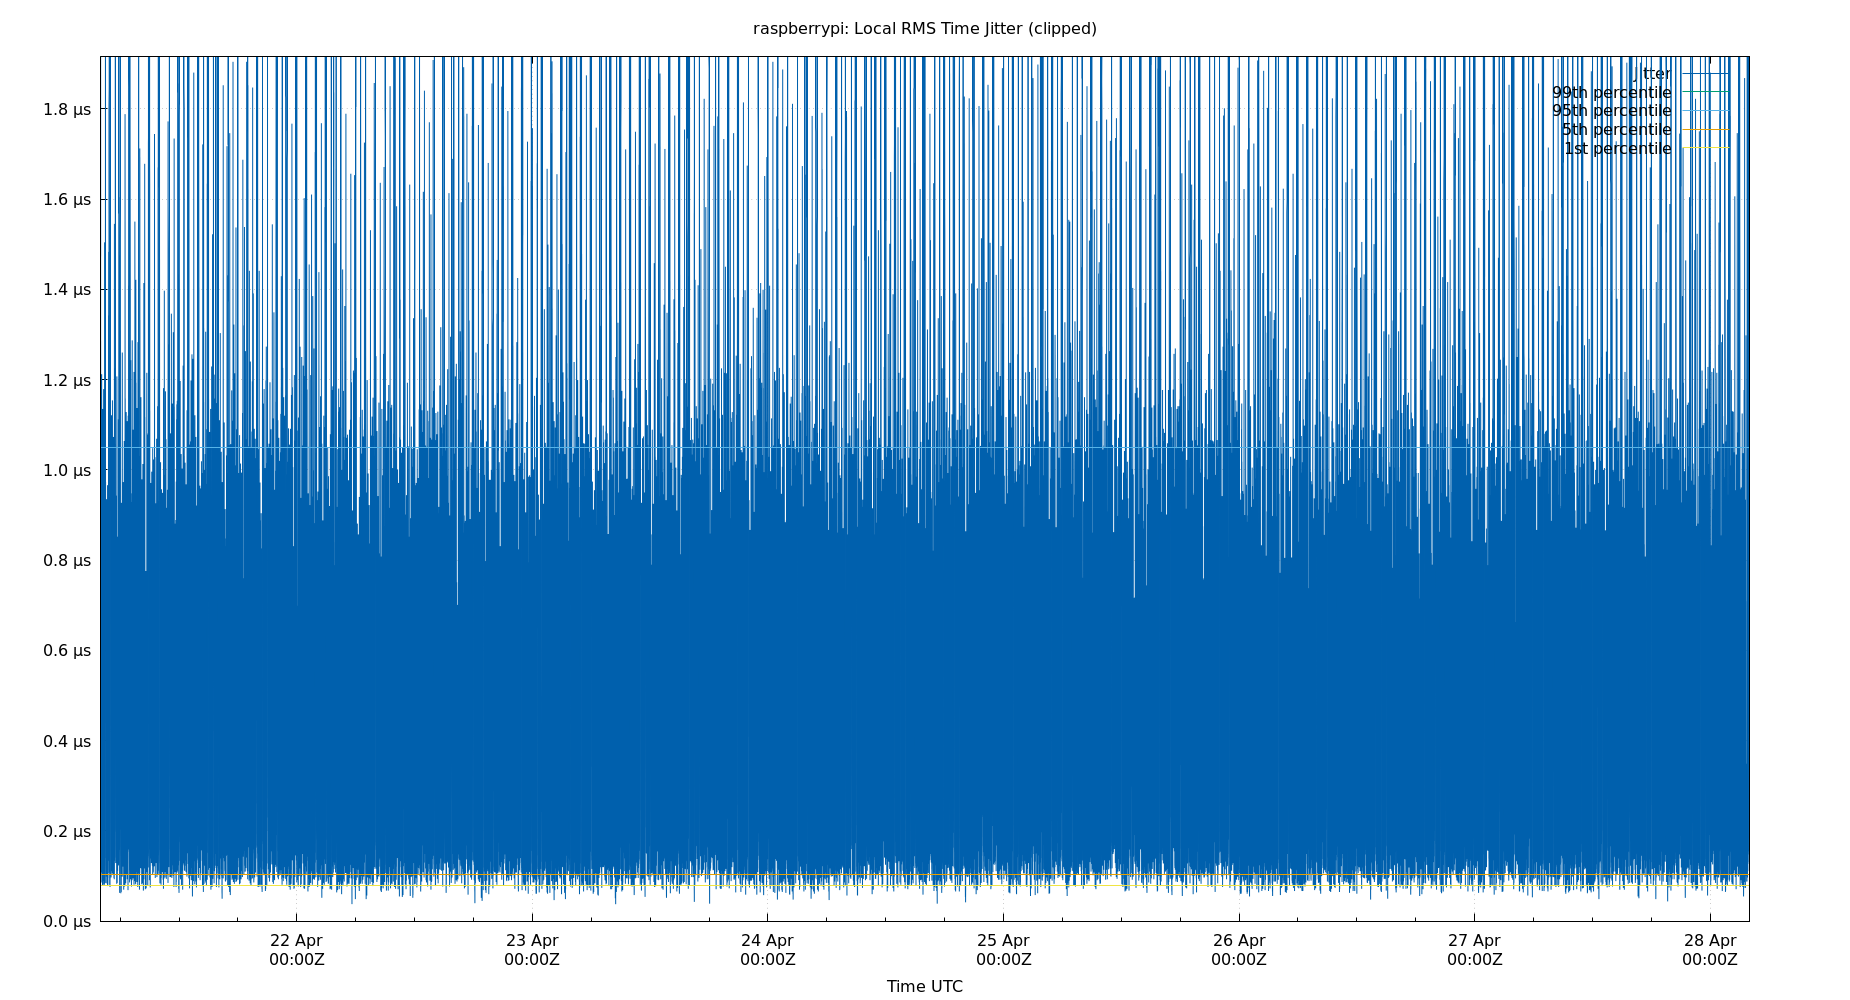 raspberrypi: Local RMS Time Jitter (clipped)
1.8 µs
1.6 µs
1.4 µs
1.2 µs
1.0 µs
0.8 µs
0.6 µs
0.4 µs
0.2 µs
0.0 µs
Jitter
99th percentile
95th percentile
5th percentile
1st percentile
22 Apr 23 Apr 24 Apr 25 Apr 26 Apr 27 Apr 28 Apr
00:00Z 00:00Z 00:00Z 00:00Z 00:00Z 00:00Z 00:00Z
Time UTC